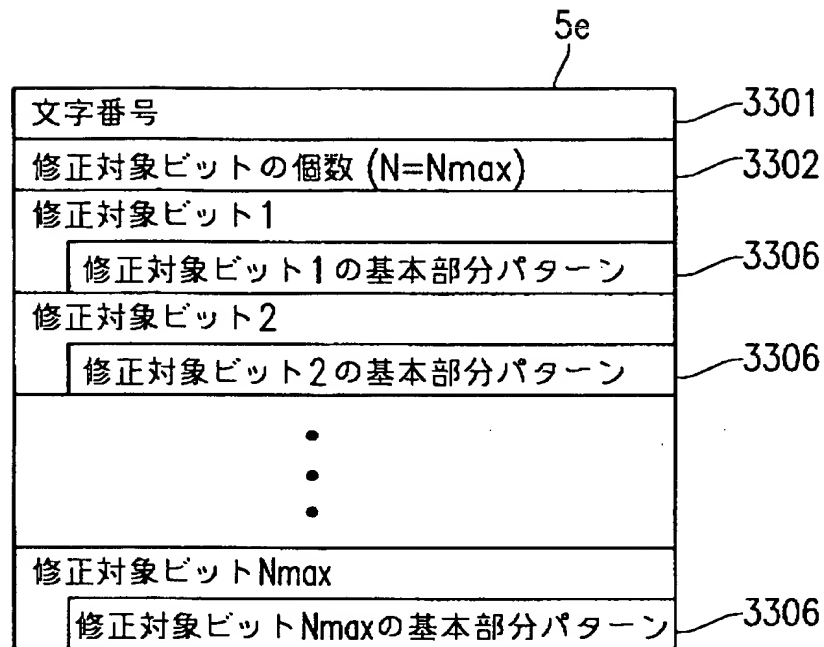 5e
文字番号 3301
修正対象ビットの個数 (N=Nmax) 3302
修正対象ビット1
修正対象ビット1の基本部分パターン 3306
修正対象ビット2
修正対象ビット2の基本部分パターン 3306
修正対象ビットNmax
修正対象ビットNmaxの基本部分パターン 3306